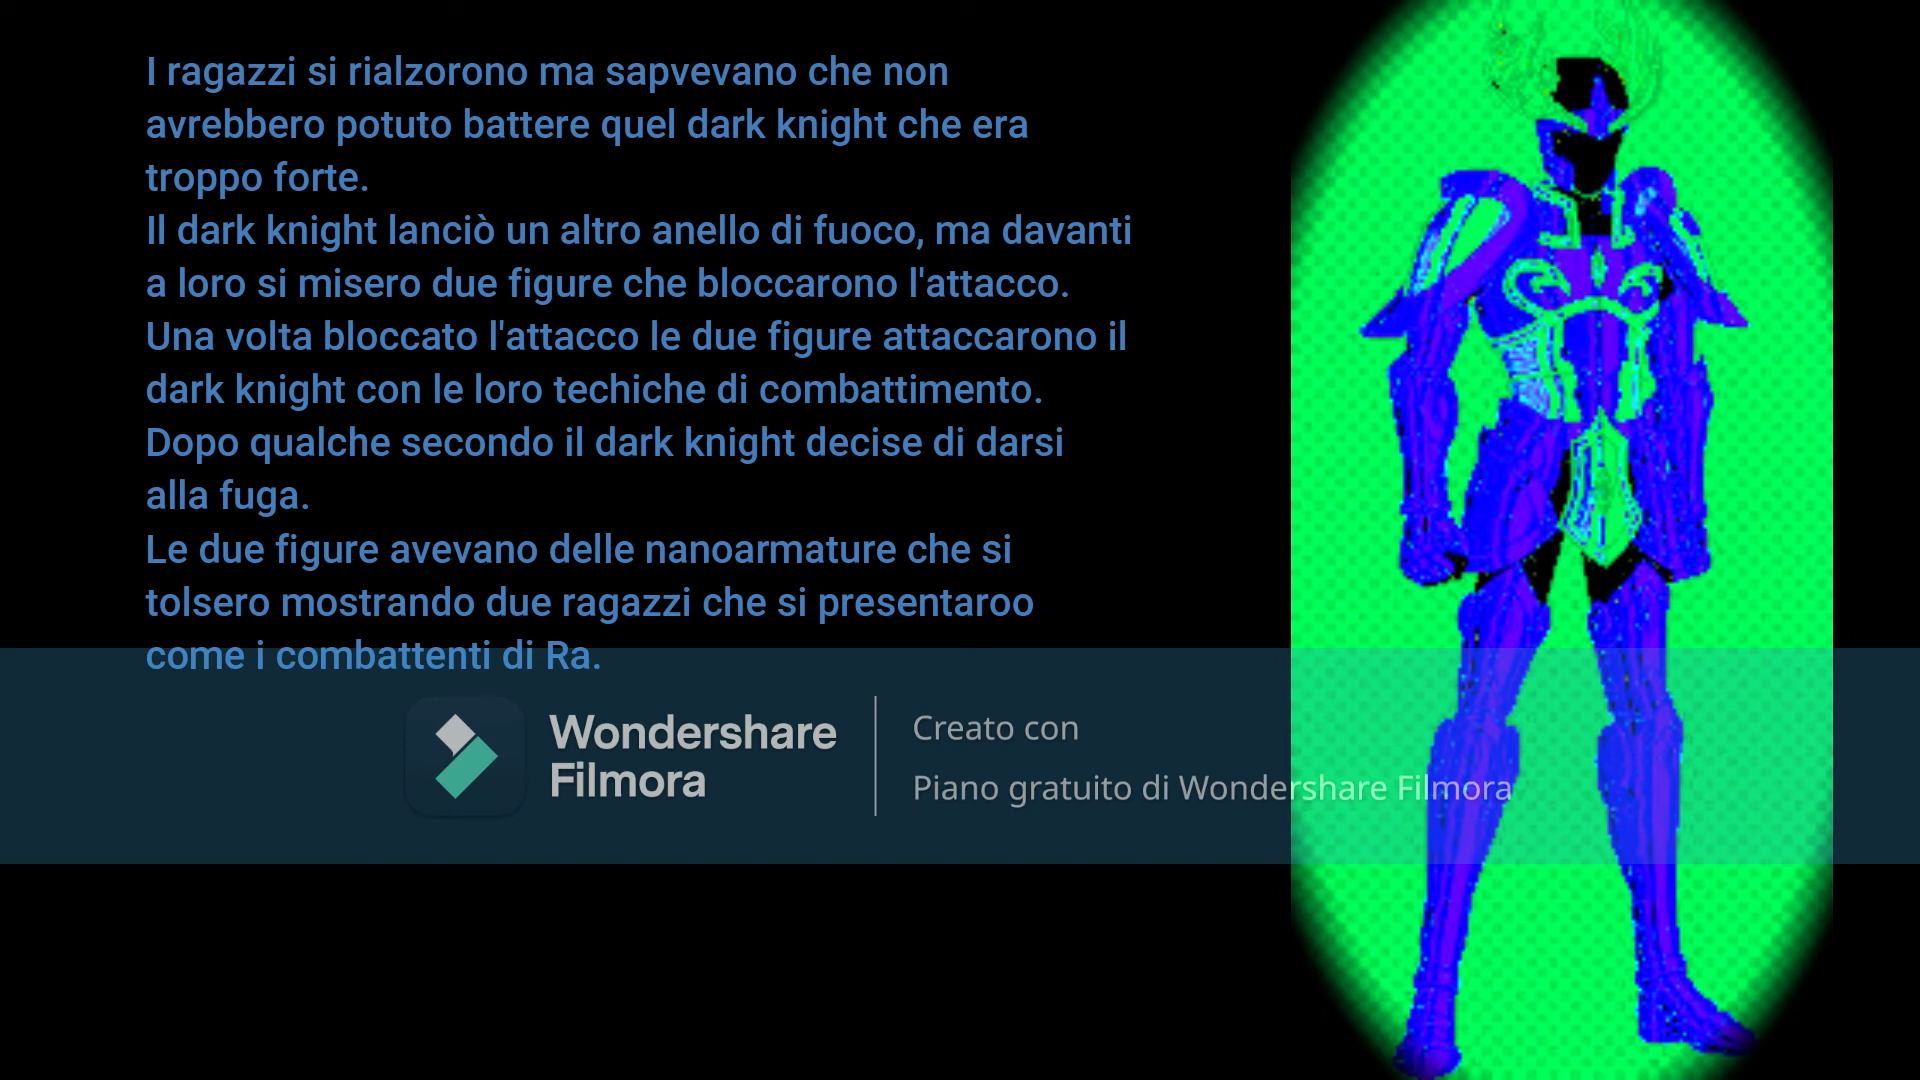 I ragazzi si rialzorono ma sapvevano che non
avrebbero potuto battere quel dark knight che era
troppo forte.
Il dark knight lanciò un altro anello di fuoco, ma davanti
a loro si misero due figure che bloccarono l'attacco.
Una volta bloccato l'attacco le due figure attaccarono il
dark knight con le loro techiche di combattimento.
Dopo qualche secondo il dark knight decise di darsi
alla fuga.
Le due figure avevano delle nanoarmature che si
tolsero mostrando due ragazzi che si presentaroo
come i combattenti di Ra.
Wondershare
Filmora
Creato con
Piano gratuito di Wondershare Filmora